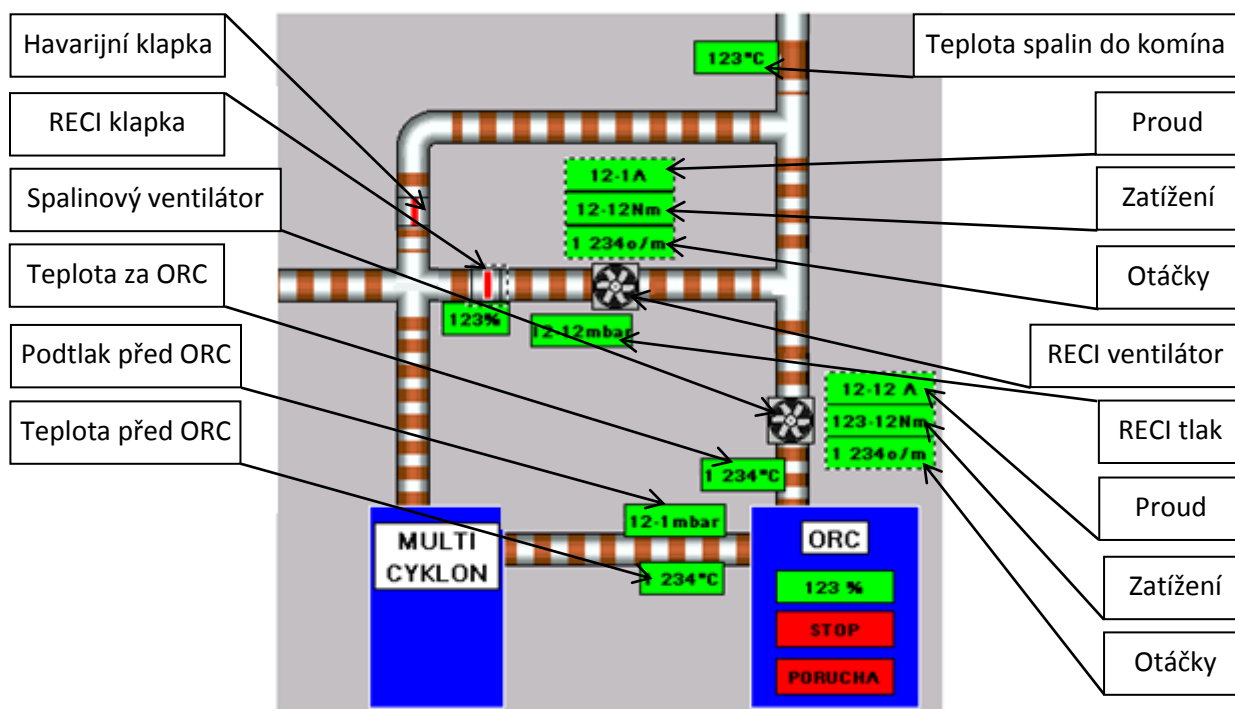 Havarijní klapka
RECI klapka
Spalinový ventilátor
Teplota za ORC
Podtlak před ORC
Teplota před ORC
123°C
12-1A
12-12Nm
1 234o/m
123%
12-12mbar
12-12 A
123-12Nm
1 234o/m
1 234°C
12-1mbar
1 234°C
MULTI
CYKLON
ORC
123 %
STOP
PORUCHA
Teplota spalin do komína
Proud
Zatížení
Otáčky
RECI ventilátor
RECI tlak
Proud
Zatížení
Otáčky